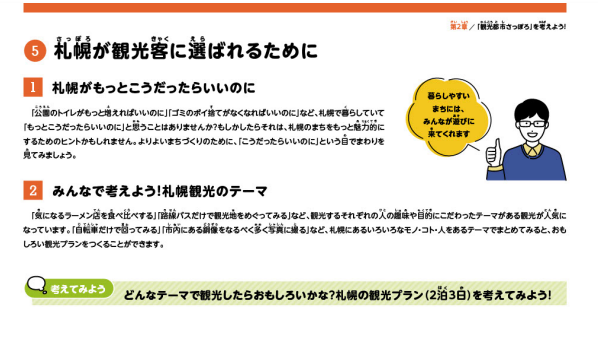 第2章／「観光都市さっぽろ」を考えよう!
5 札幌が観光客に選ばれるために
1 札幌がもっとこうだったらいいのに
「公園のトイレがもっと増えればいいのに」「ゴミのポイ捨てがなくなればいいのに」など、札幌で暮らしていて
「もっとこうだったらいいのに」と思うことはありませんか?もしかしたらそれは、札幌のまちをもっと魅力的に
するためのヒントかもしれません。よりよいまちづくりのために、「こうだったらいいのに」という目でまわりを
見てみましょう。
暮らしやすい
まちには、
みんなが遊びに
来てくれます
2 みんなで考えよう!札幌観光のテーマ
「気になるラーメン店を食べ比べする」「路線バスだけで観光地をめぐってみる」など、観光するそれぞれの人の趣味や目的にこだわったテーマがある観光が人気に
なっています。「自転車だけで回ってみる」「市内にある銅像をなるべく多く写真に撮る」など、札幌にあるいろいろなモノ・コト・人をあるテーマでまとめてみると、おも
しろい観光プランをつくることができます。
考えてみよう どんなテーマで観光したらおもしろいかな?札幌の観光プラン(2泊3日)を考えてみよう!